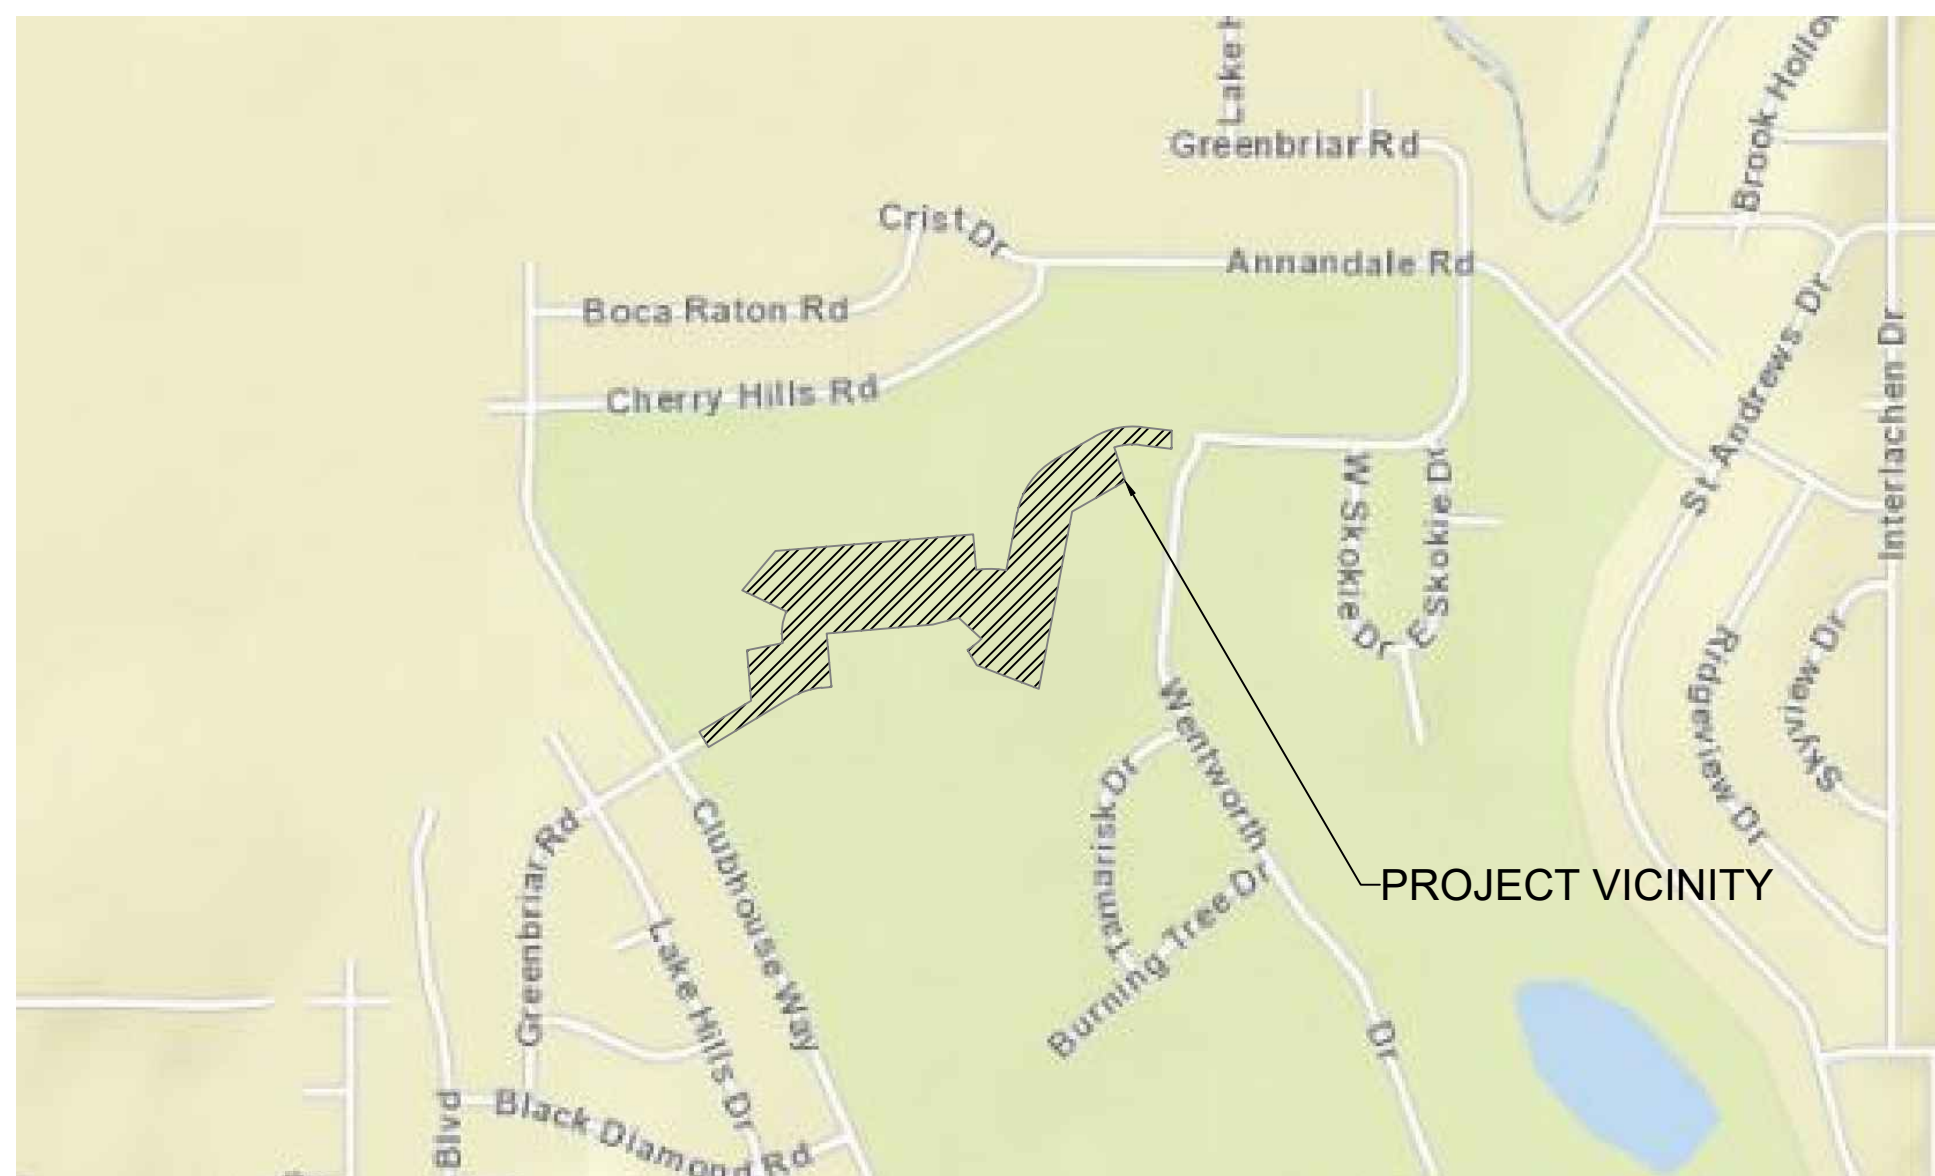 Greenbriar Rd
Brook
Crist Dr
Annandale Rd
Boca Raton Rd
Cherry Hills Rd
St Andrews Dr
Interlachen Dr
W Skokie Dr
E Skokie Dr
Ridgeview Dr
Skyview Dr
Wentworth Dr
Tamarisk Dr
Burning Tree Dr
PROJECT VICINITY
Greenbriar Rd
Clubhouse Way
Lake Hills Dr
Black Diamond Rd
Blvd
Lake